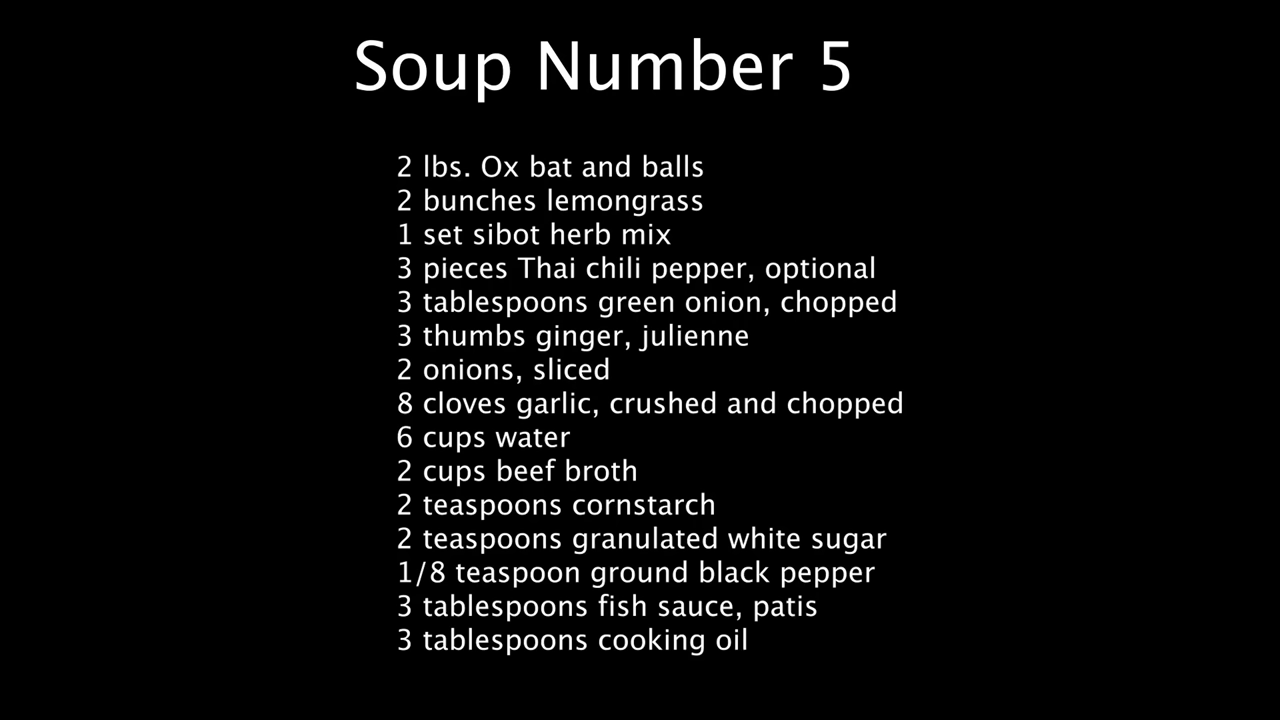 Soup Number 5
2 lbs. Ox bat and balls
2 bunches lemongrass
1 set sibot herb mix
3 pieces Thai chili pepper, optional
3 tablespoons green onion, chopped
3 thumbs ginger, julienne
2 onions, sliced
8 cloves garlic, crushed and chopped
6 cups water
2 cups beef broth
2 teaspoons cornstarch
2 teaspoons granulated white sugar
1/8 teaspoon ground black pepper
3 tablespoons fish sauce, patis
3 tablespoons cooking oil